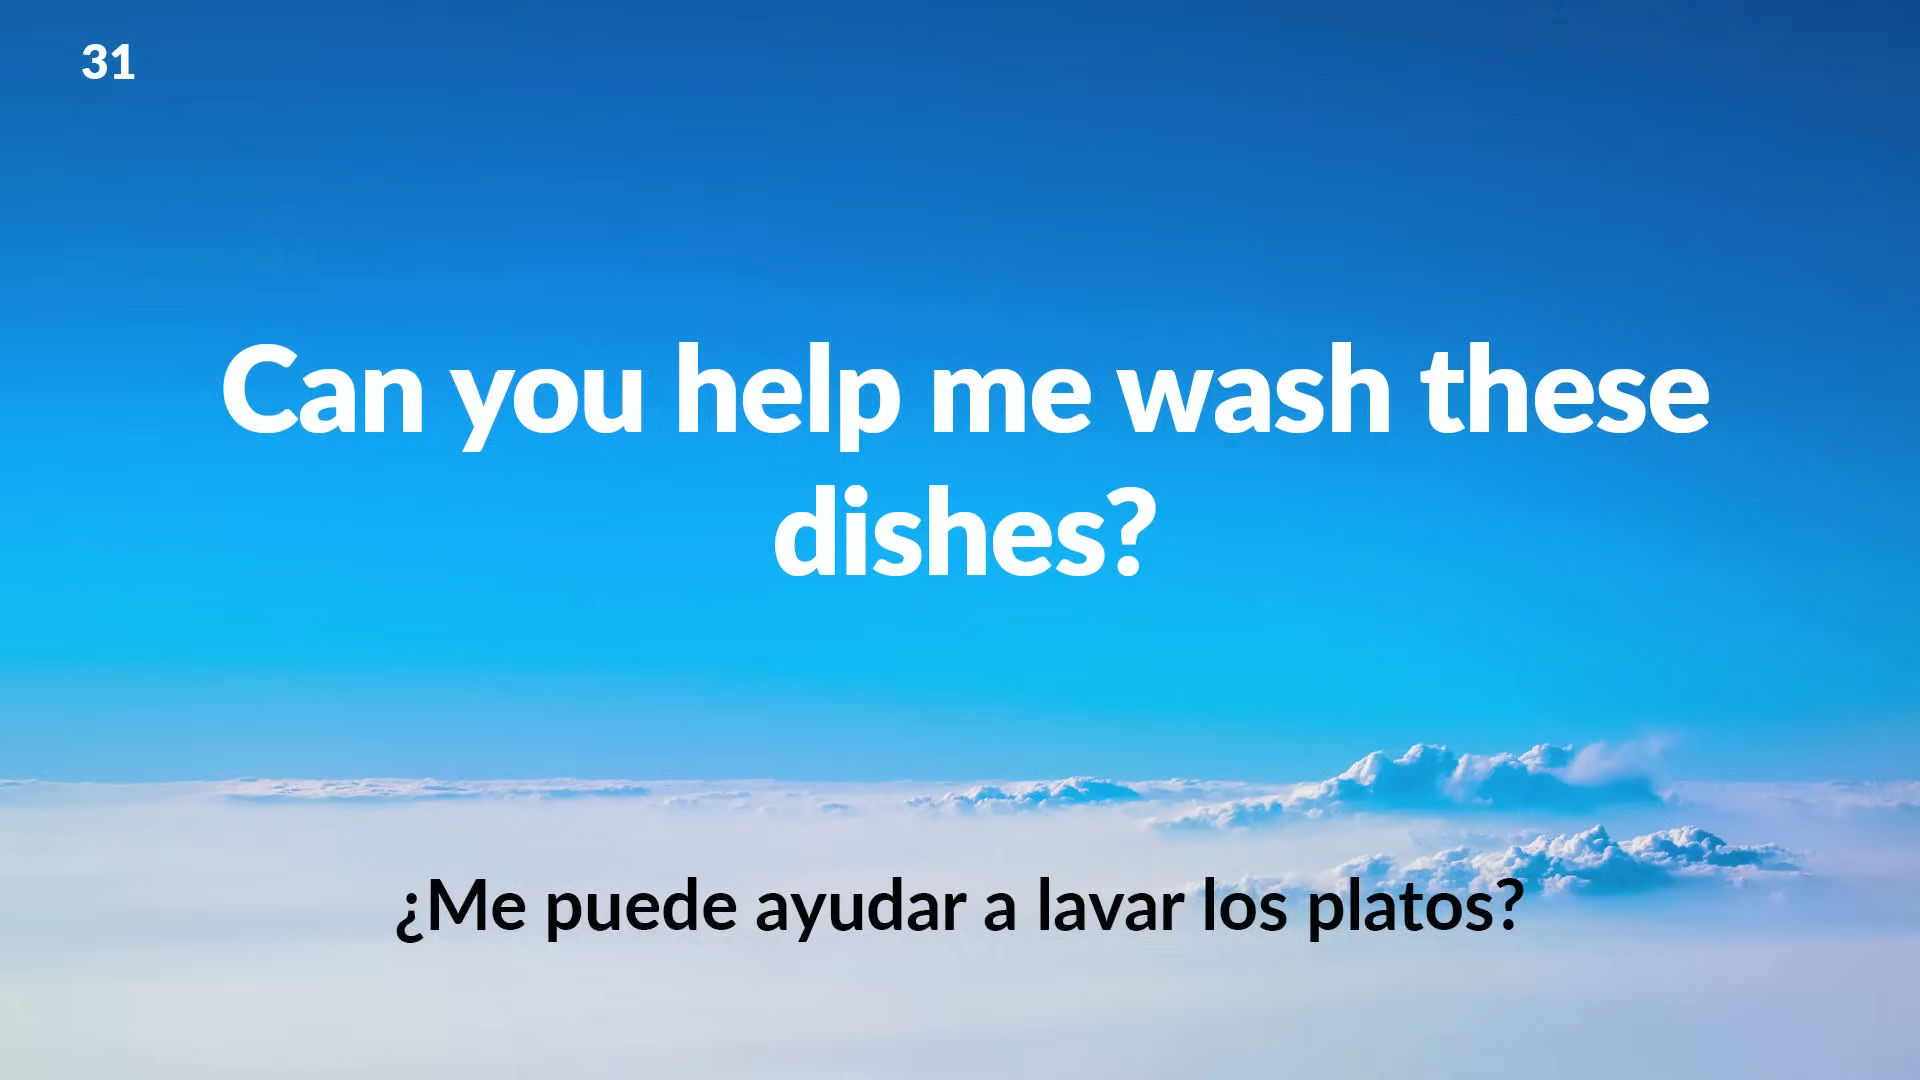 31
Can you help me wash these
dishes?
¿Me puede ayudar a lavar los platos?